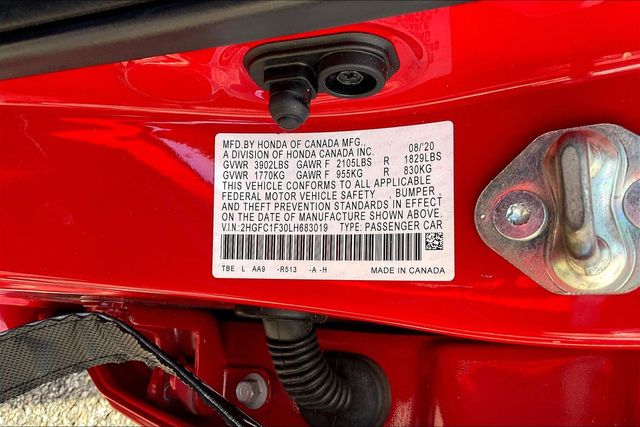 MFD.BY HONDA OF CANADA MFG., 08/'20
A DIVISION OF HONDA CANADA INC.
GVWR 3902LBS GAWR F 2105LBS R 1829LBS
GVWR 1770KG GAWR F 955KG R 830KG
THIS VEHICLE CONFORMS TO ALL APPLICABLE
FEDERAL MOTOR VEHICLE SAFETY , BUMPER ,
AND THEFT PREVENTION STANDARDS IN EFFECT
ON THE DATE OF MANUFACTURE SHOWN ABOVE.
V.I.N:2HGFC1F30LH683019 TYPE: PASSENGER CAR
TBE L AA9 -R513 -A -H MADE IN CANADA